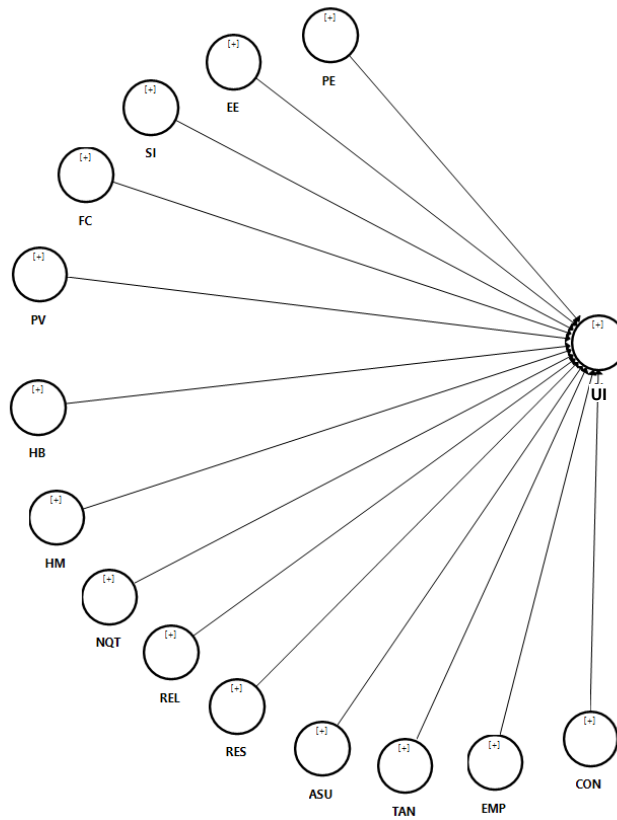 [+]
PE
[+]
EE
[+]
SI
[+]
FC
[+]
PV
[+]
UI
[+]
HB
[+]
HM
[+]
NQT
[+]
REL
[+]
RES
[+]
ASU
[+]
TAN
[+]
EMP
[+]
CON